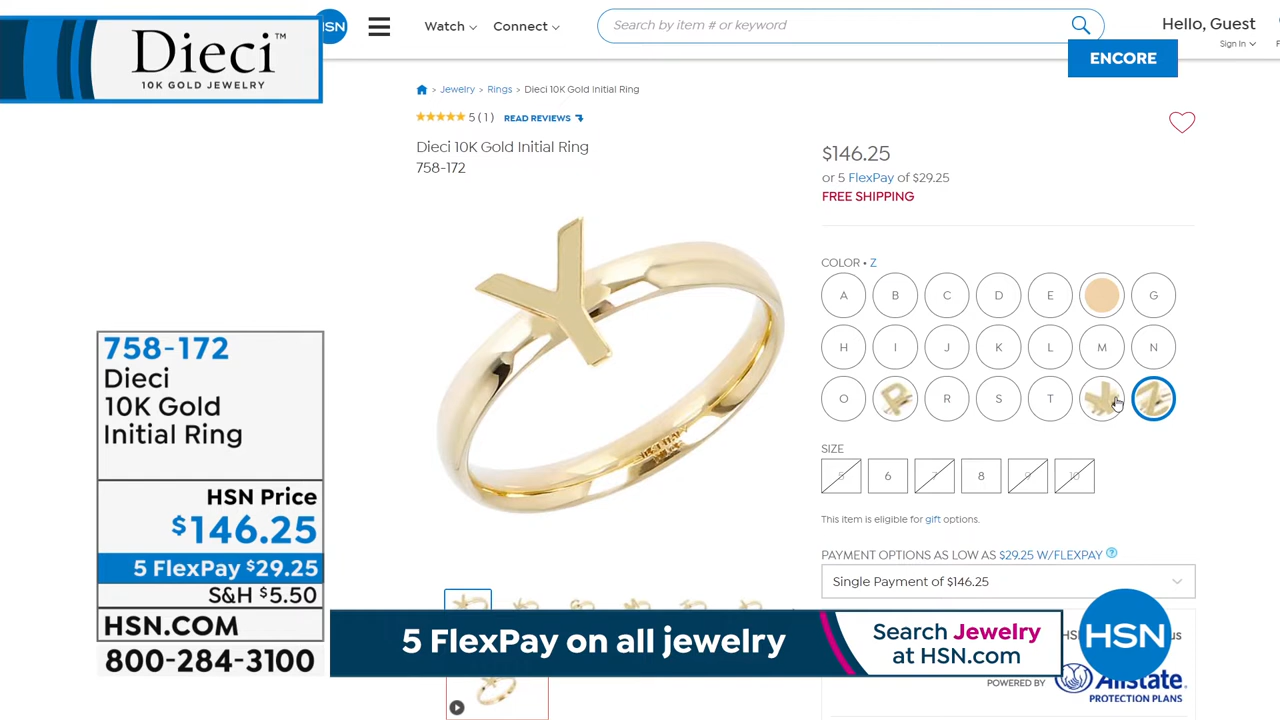 Dieci™
10K GOLD JEWELRY
HSN
Watch
Connect
Search by item # or keyword
Hello, Guest
Sign In
ENCORE
> Jewelry > Rings > Dieci 10K Gold Initial Ring
5 (1) READ REVIEWS
Dieci 10K Gold Initial Ring
758-172
$146.25
or 5 FlexPay of $29.25
FREE SHIPPING
COLOR • Z
A B C D E G
H I J K L M N
O P R S T Y Z
SIZE
5 6 7 8 9 10
This item is eligible for gift options.
PAYMENT OPTIONS AS LOW AS $29.25 W/FLEXPAY ?
Single Payment of $146.25
758-172
Dieci
10K Gold
Initial Ring
HSN Price
$146.25
5 FlexPay $29.25
S&H $5.50
HSN.COM
800-284-3100
5 FlexPay on all jewelry
Search Jewelry
at HSN.com
HSN
POWERED BY
Allstate
PROTECTION PLANS